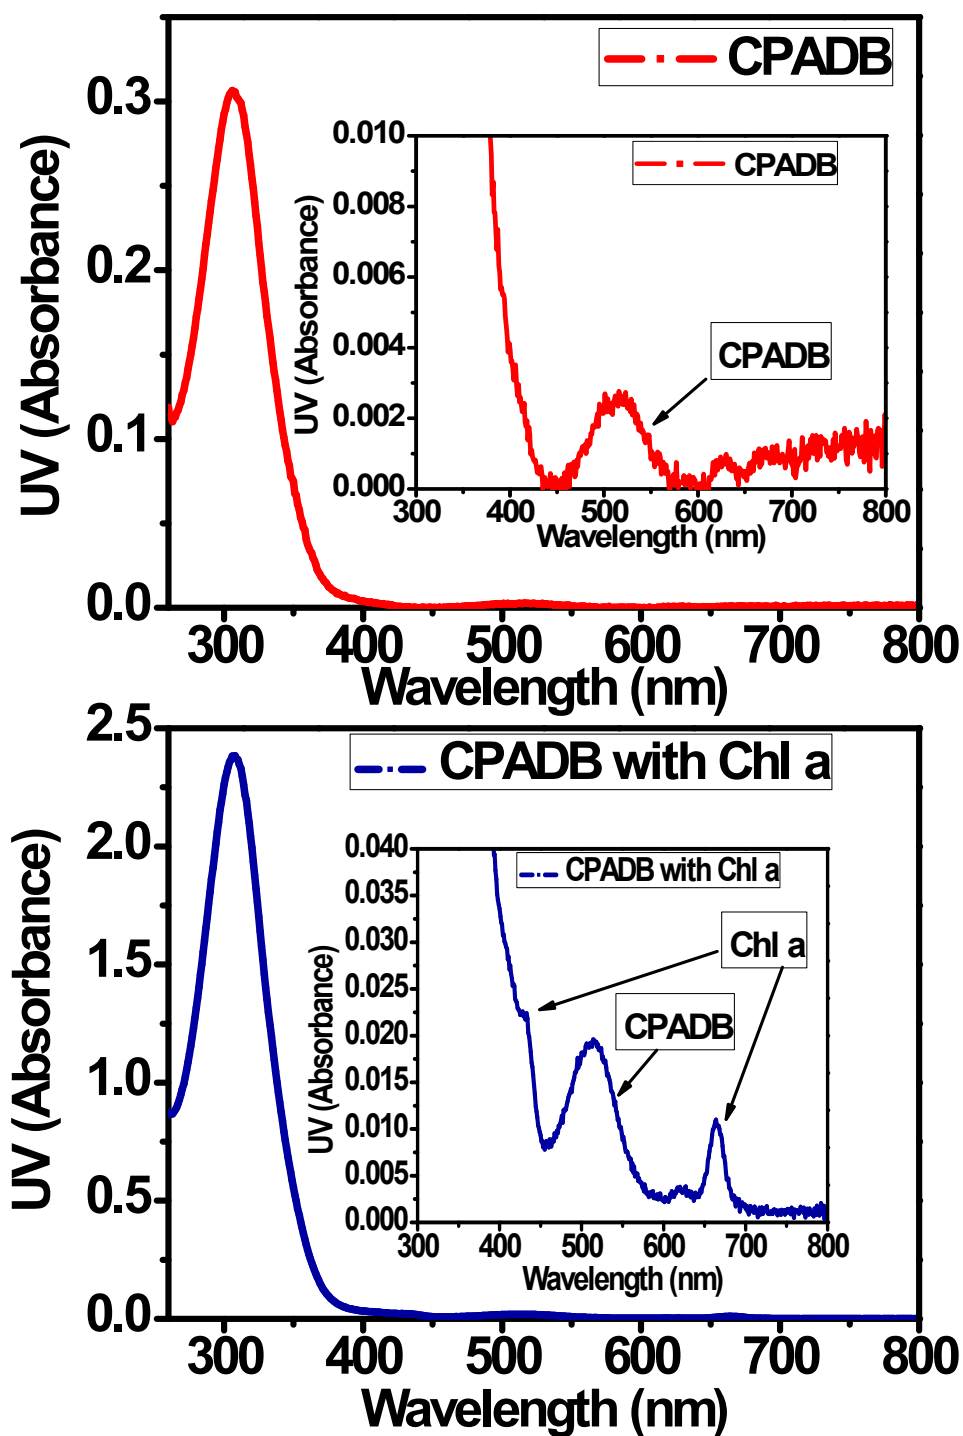 CPADB
UV (Absorbance)
0.3
0.2
0.1
0.0
300 400 500 600 700 800
Wavelength (nm)
CPADB
UV (Absorbance)
0.010
0.008
0.006
0.004
0.002
0.000
CPADB
300 400 500 600 700 800
Wavelength (nm)
CPADB with Chl a
UV (Absorbance)
2.5
2.0
1.5
1.0
0.5
0.0
300 400 500 600 700 800
Wavelength (nm)
CPADB with Chl a
UV (Absorbance)
0.040
0.035
0.030
0.025
0.020
0.015
0.010
0.005
0.000
Chl a
CPADB
300 400 500 600 700 800
Wavelength (nm)